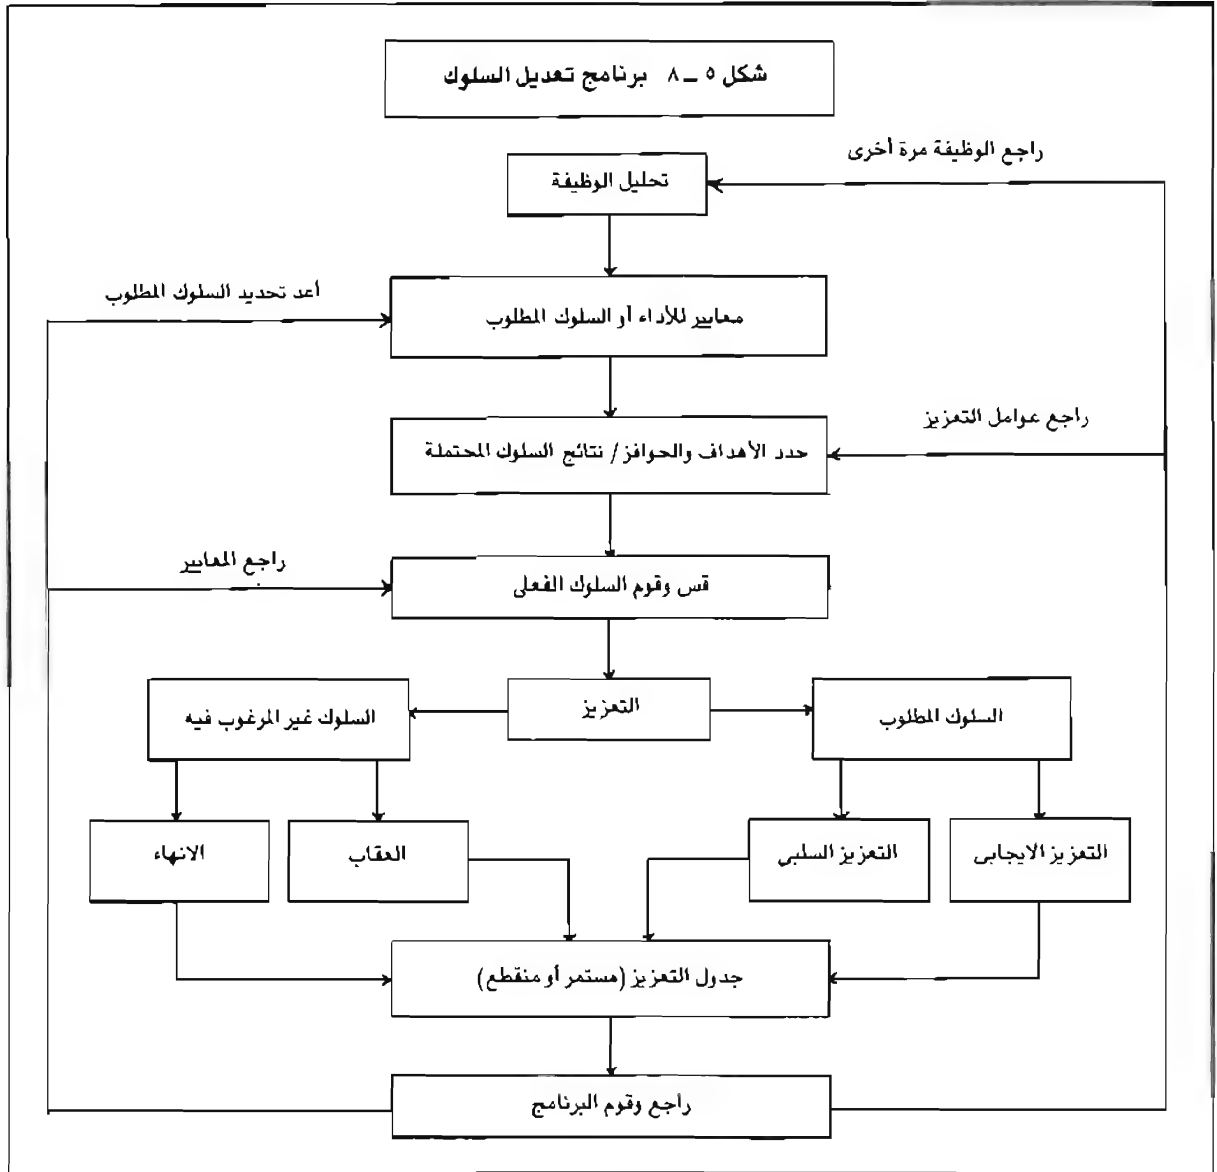 شكل ٥ – ٨ برنامج تعديل السلوك
راجع الوظيفة مرة أخرى
تحليل الوظيفة
أعد تحديد السلوك المطلوب
معايير للأداء أو السلوك المطلوب
راجع عوامل التعزيز
حدد الأهداف والحوافز / نتائج السلوك المحتملة
راجع المعايير
قس وقوم السلوك الفعلى
السلوك المطلوب
التعزيز
السلوك غير المرغوب فيه
التعزيز الايجابى
التعزيز السلبي
العقاب
الانهاء
جدول التعزيز (مستمر أو منقطع)
راجع وقوم البرنامج